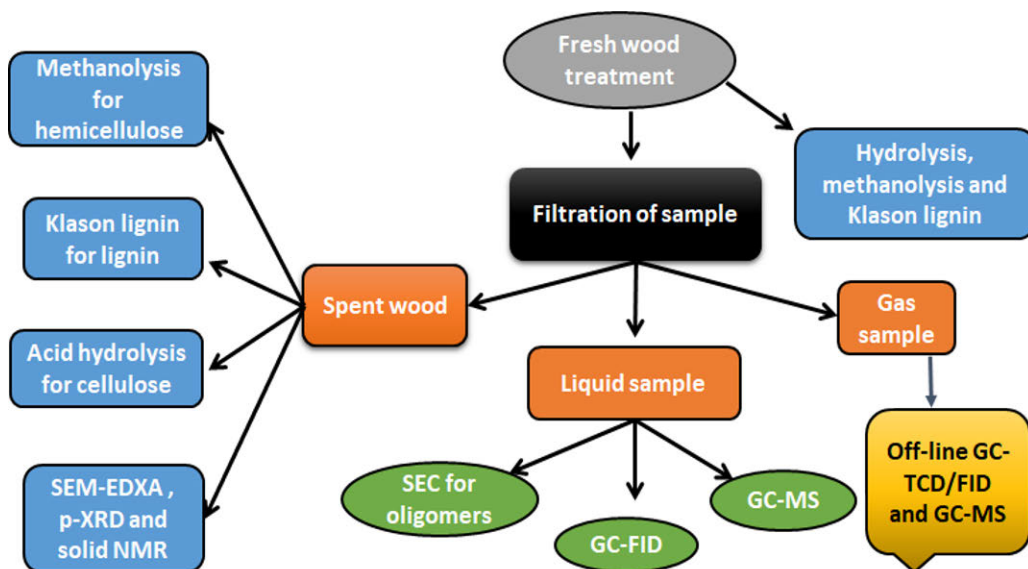 Fresh wood
treatment
Methanolysis
for
hemicellulose
Hydrolysis,
methanolysis and
Klason lignin
Filtration of sample
Klason lignin
for lignin
Spent wood
Gas
sample
Acid hydrolysis
for cellulose
Liquid sample
Off-line GC-
TCD/FID
and GC-MS
SEM-EDXA ,
p-XRD and
solid NMR
SEC for
oligomers
GC-FID
GC-MS